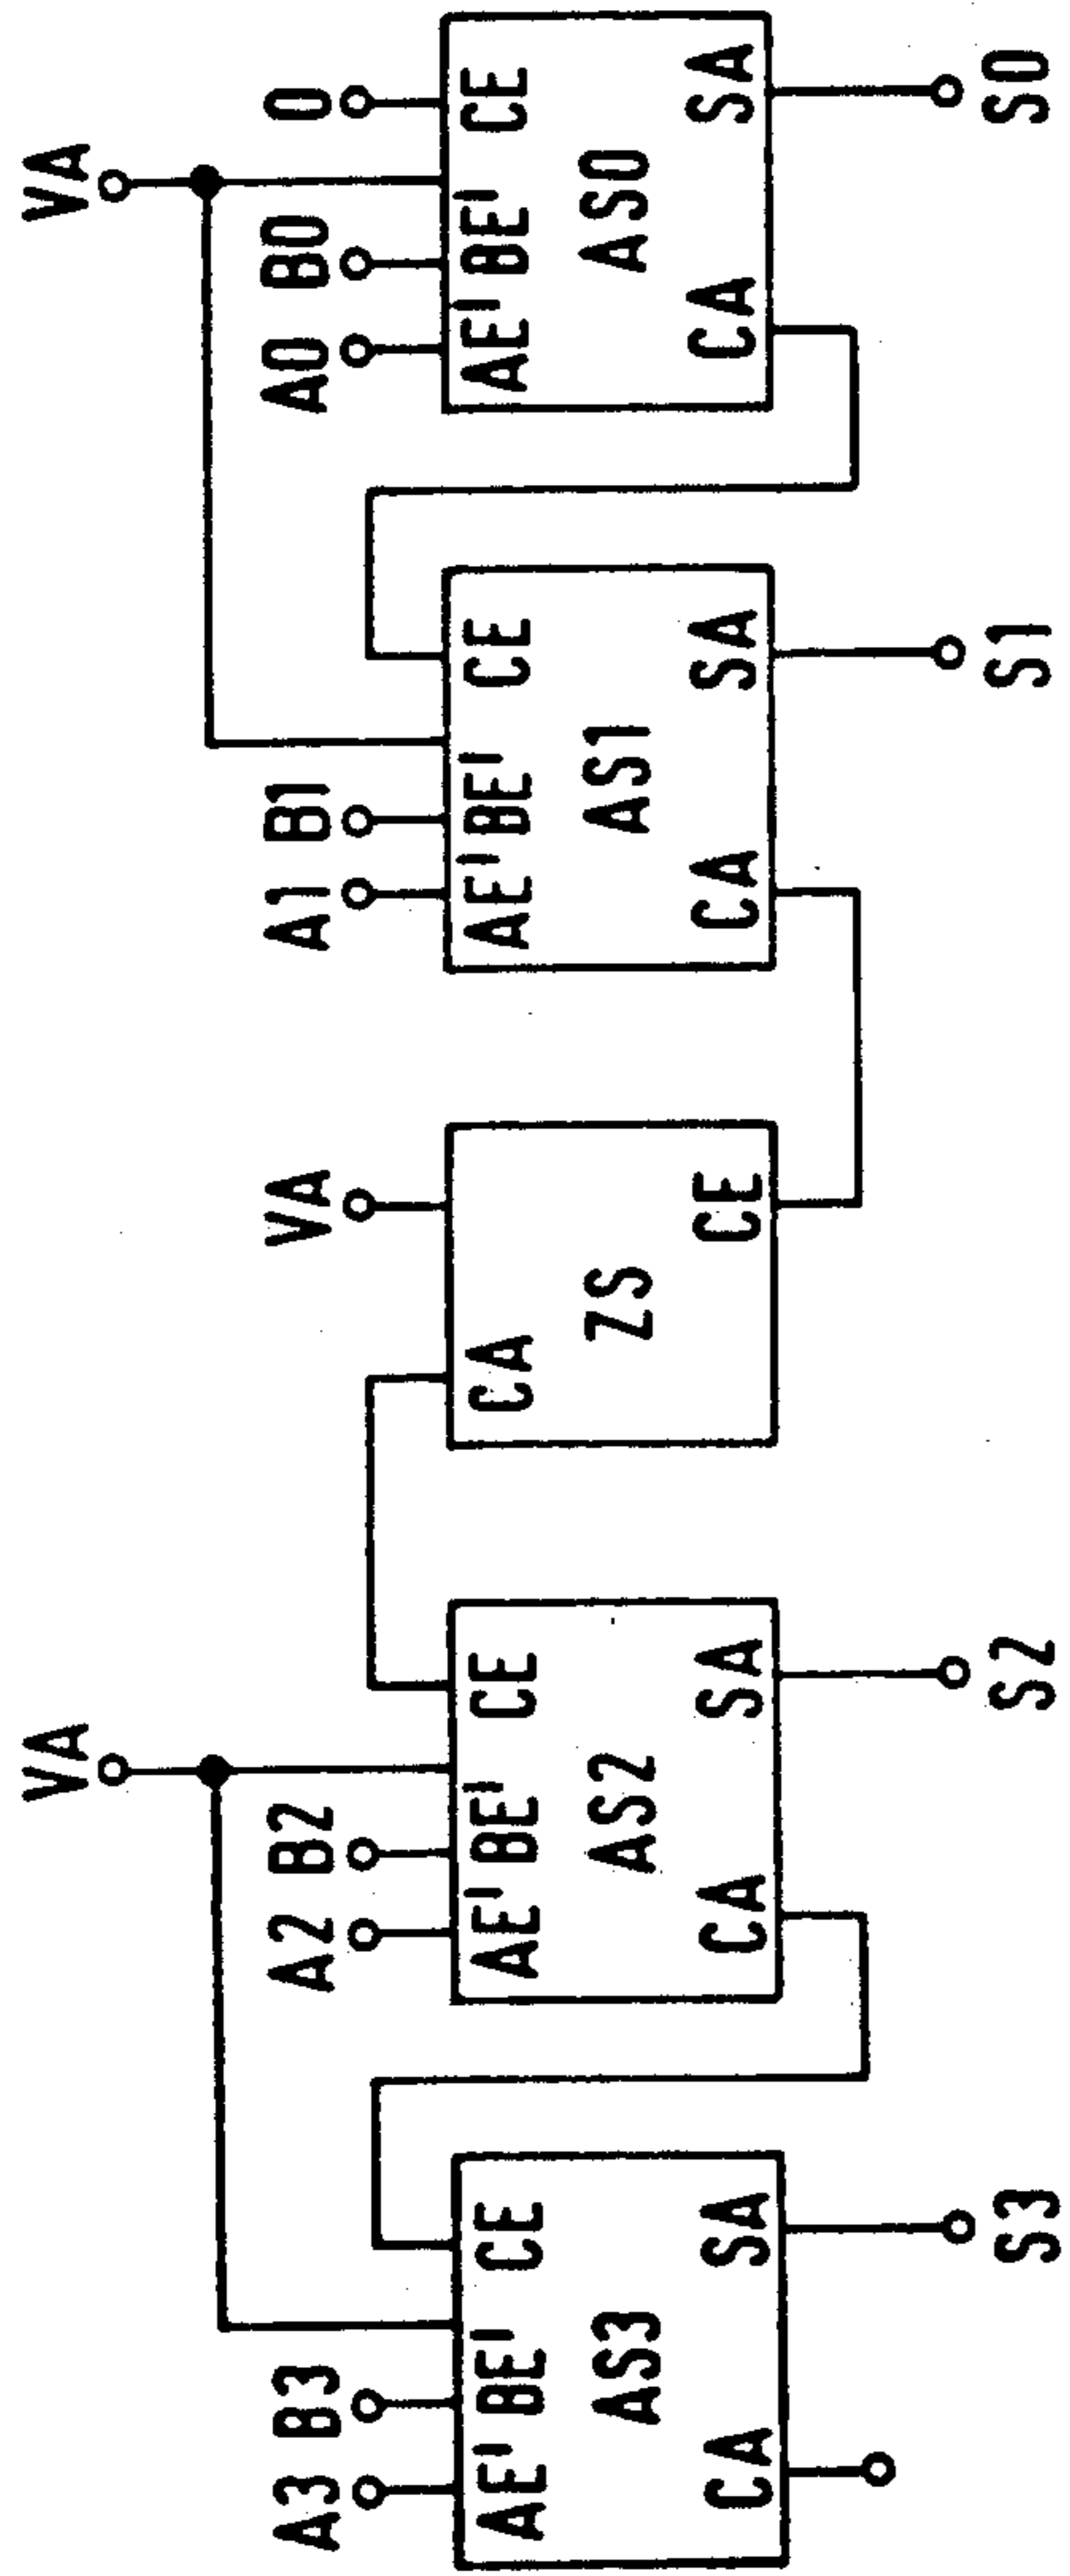 VA VA
A3 B3 A2 B2 VA A1 B1 A0 B0 0
AE' BE' CE AE' BE' CE CA AE' BE' CE AE' BE' CE
AS3 AS2 ZS AS1 AS0
CA SA CA SA CE CA SA CA SA
S3 S2 S1 S0